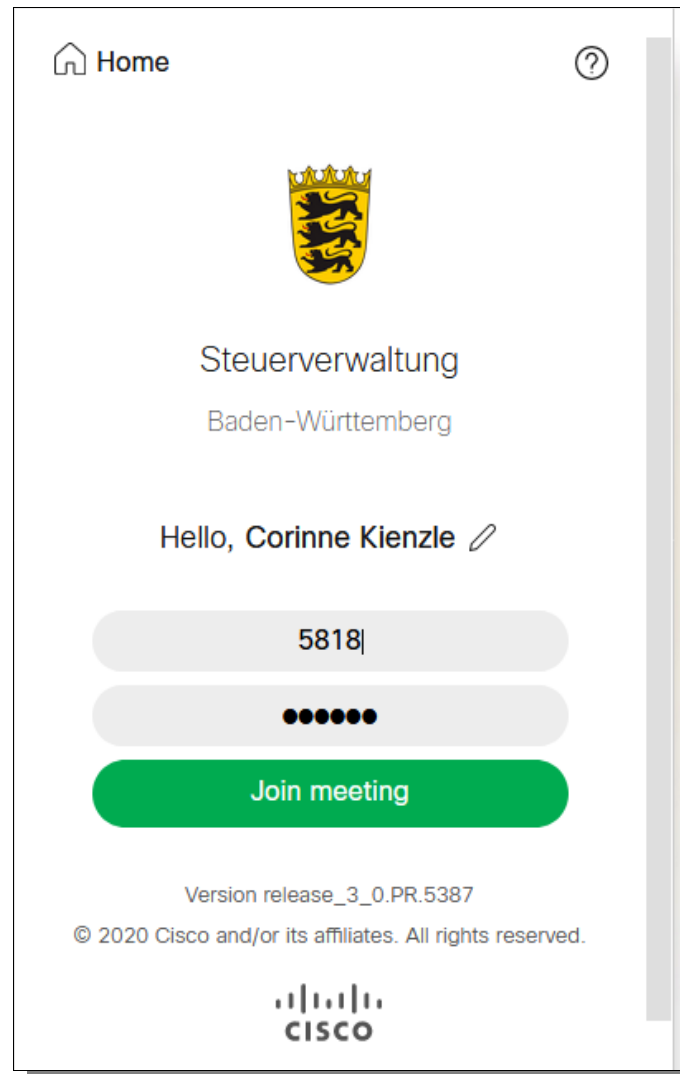 Home
Steuerverwaltung
Baden-Württemberg
Hello, Corinne Kienzle
5818
●●●●●●
Join meeting
Version release_3_0.PR.5387
© 2020 Cisco and/or its affiliates. All rights reserved.
CISCO